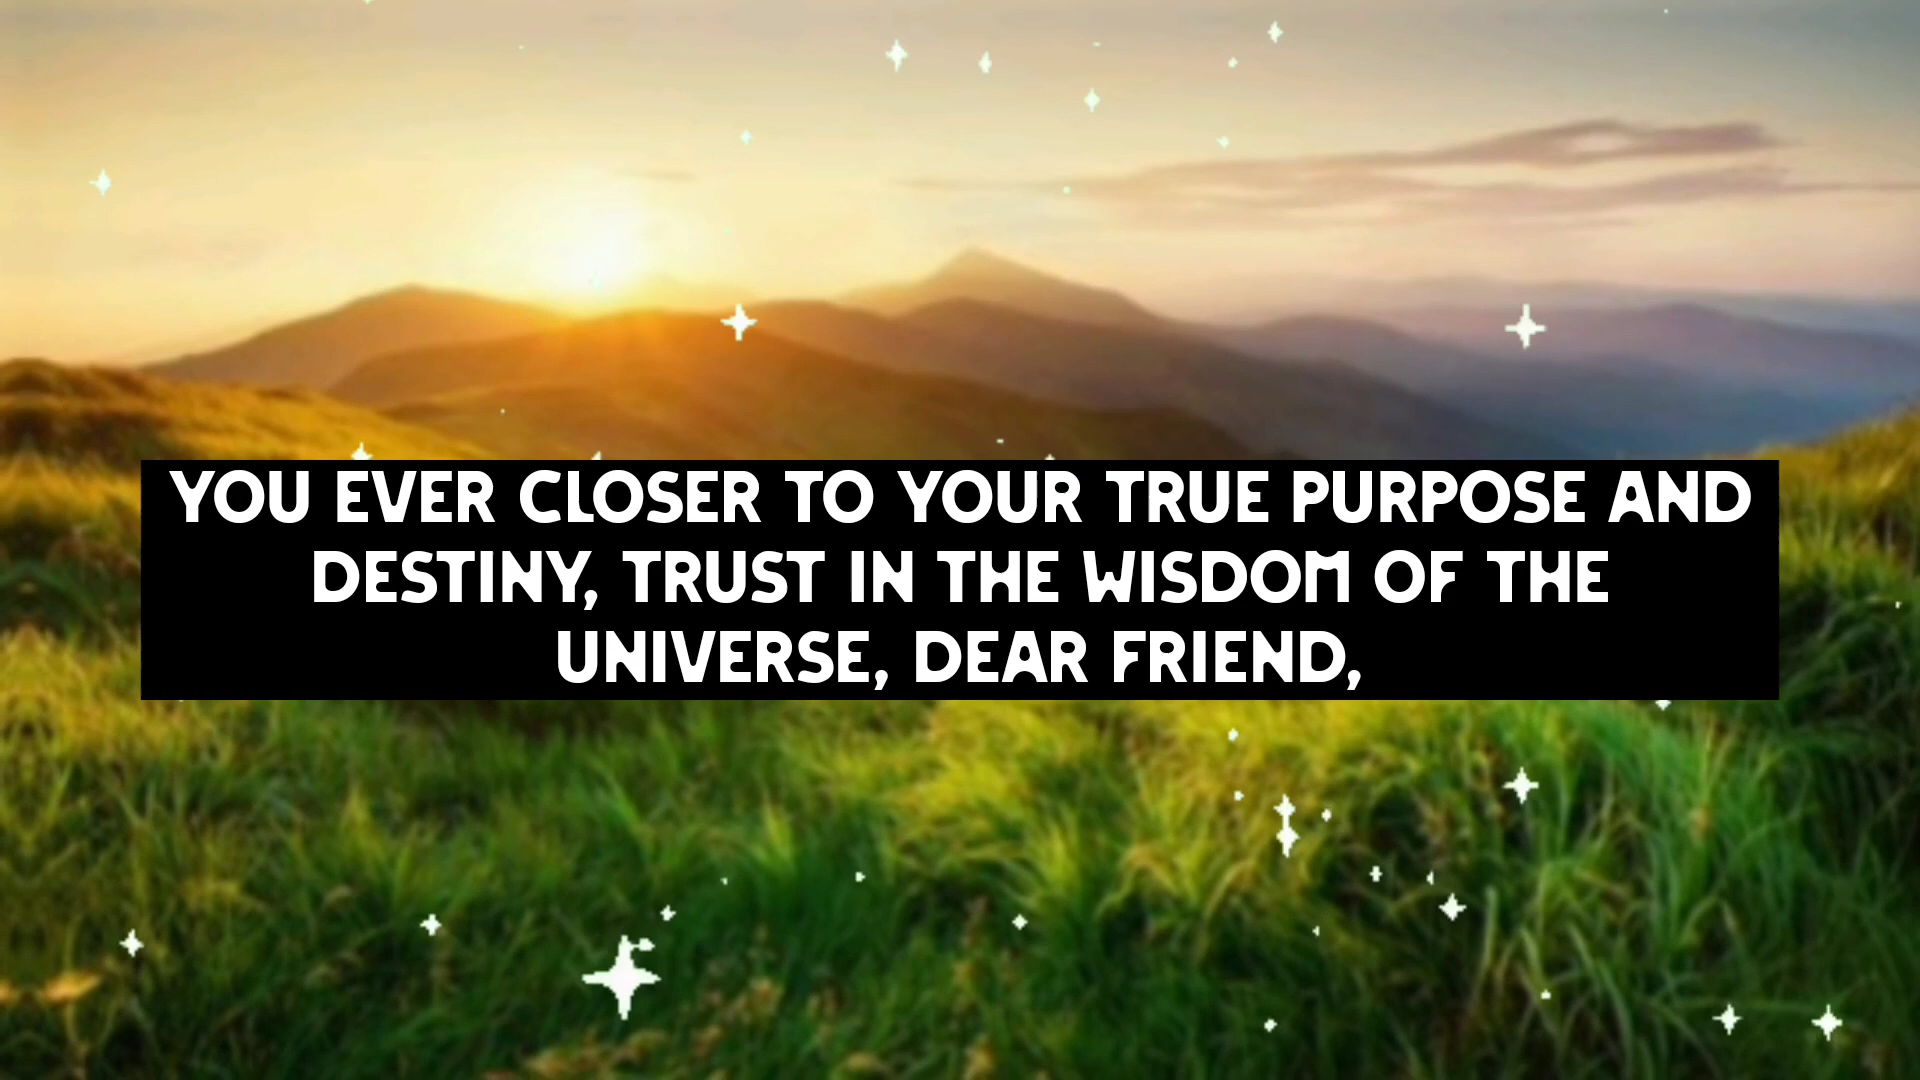 YOU EVER CLOSER TO YOUR TRUE PURPOSE AND
DESTINY, TRUST IN THE WISDOM OF THE
UNIVERSE, DEAR FRIEND,